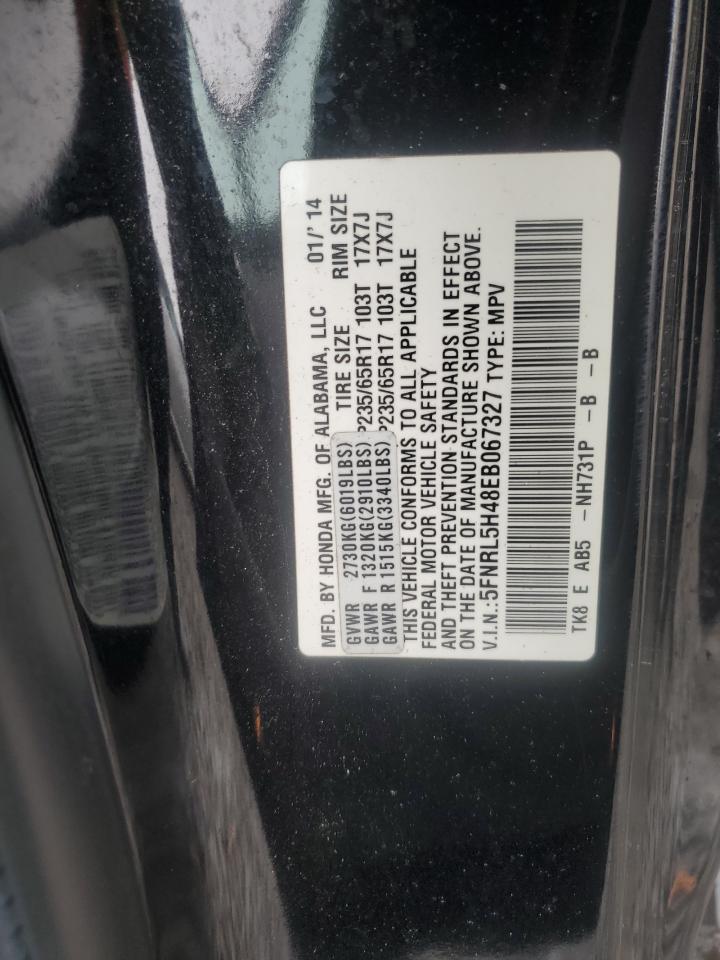 MFD. BY HONDA MFG. OF ALABAMA, LLC 01/'14
GVWR 2730KG(6019LBS) TIRE SIZE RIM SIZE
GAWR F 1320KG(2910LBS) P235/65R17 103T 17X7J
GAWR R 1515KG(3340LBS) P235/65R17 103T 17X7J
THIS VEHICLE CONFORMS TO ALL APPLICABLE
FEDERAL MOTOR VEHICLE SAFETY
AND THEFT PREVENTION STANDARDS IN EFFECT
ON THE DATE OF MANUFACTURE SHOWN ABOVE.
V.I.N.:5FNRL5H48EB067327 TYPE: MPV
TK8 E AB5 -NH731P -B -B